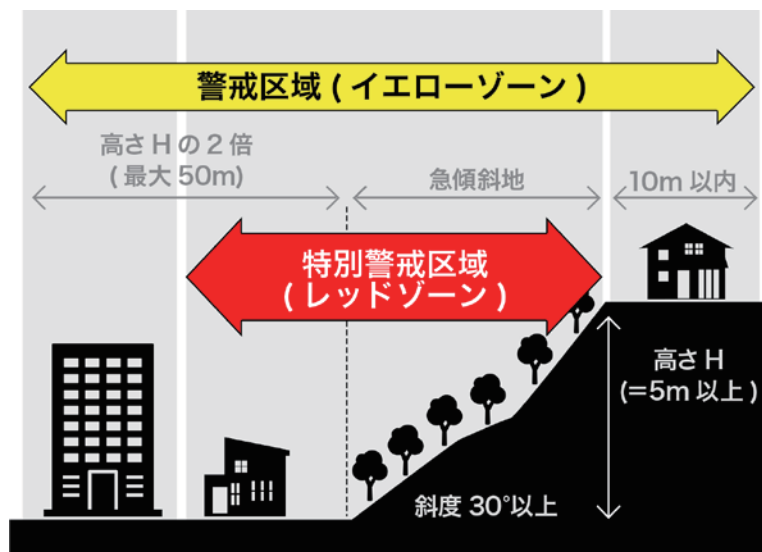 警戒区域 ( イエローゾーン )
高さ H の 2 倍
( 最大 50m)
急傾斜地
10m 以内
特別警戒区域
( レッドゾーン )
高さ H
(=5m 以上 )
斜度 30°以上